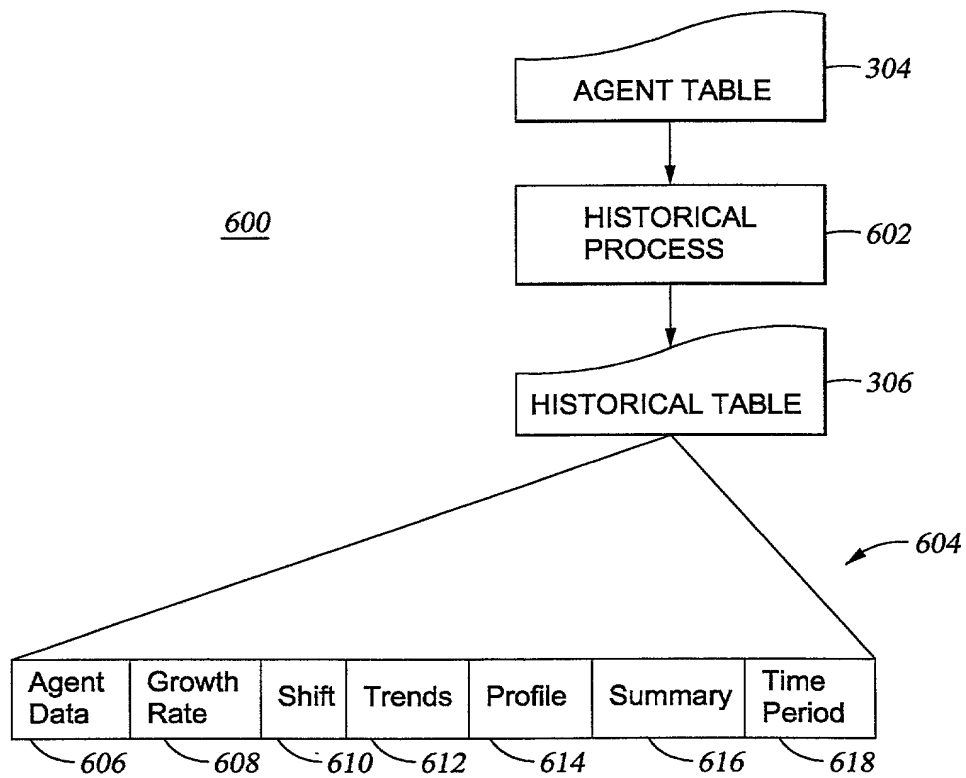 AGENT TABLE
304
600
HISTORICAL
PROCESS
602
306
HISTORICAL TABLE
604
Agent Data
Growth Rate
Shift
Trends
Profile
Summary
Time Period
606
608
610
612
614
616
618